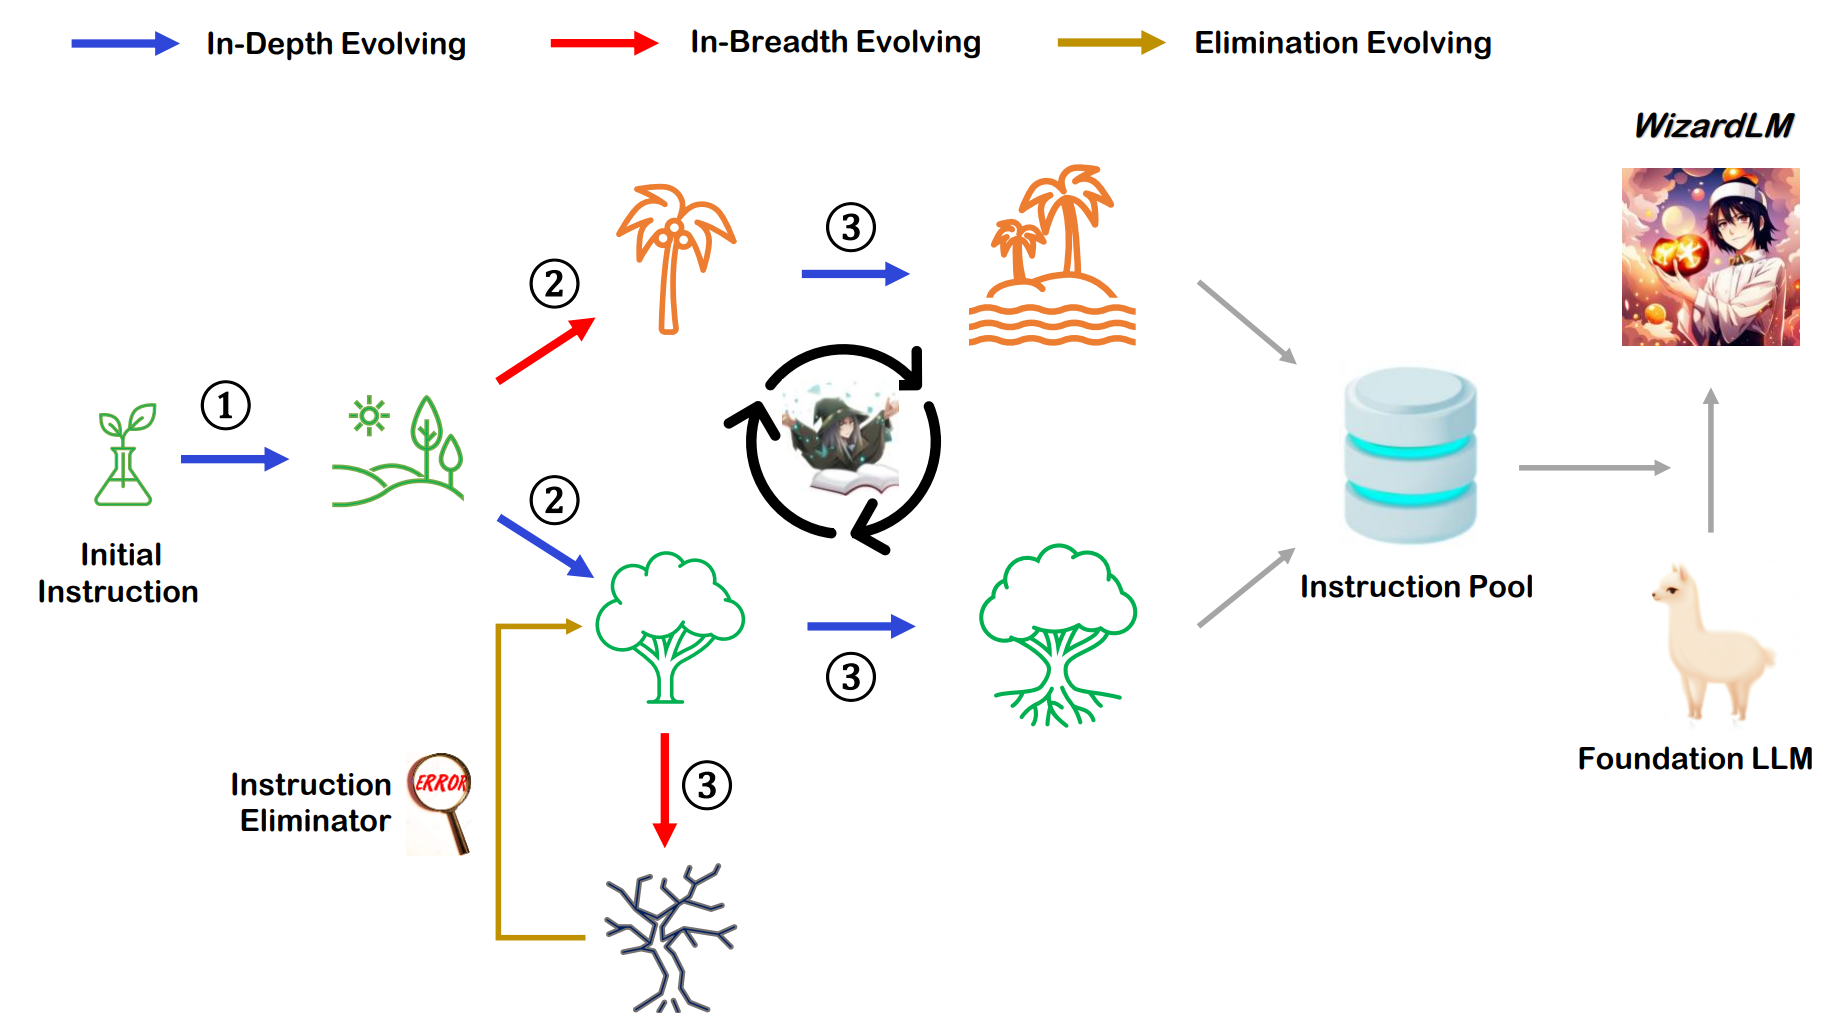 In-Depth Evolving
In-Breadth Evolving
Elimination Evolving
WizardLM
③
②
①
②
Initial
Instruction
Instruction Pool
③
Foundation LLM
Instruction
Eliminator
ERROR
③